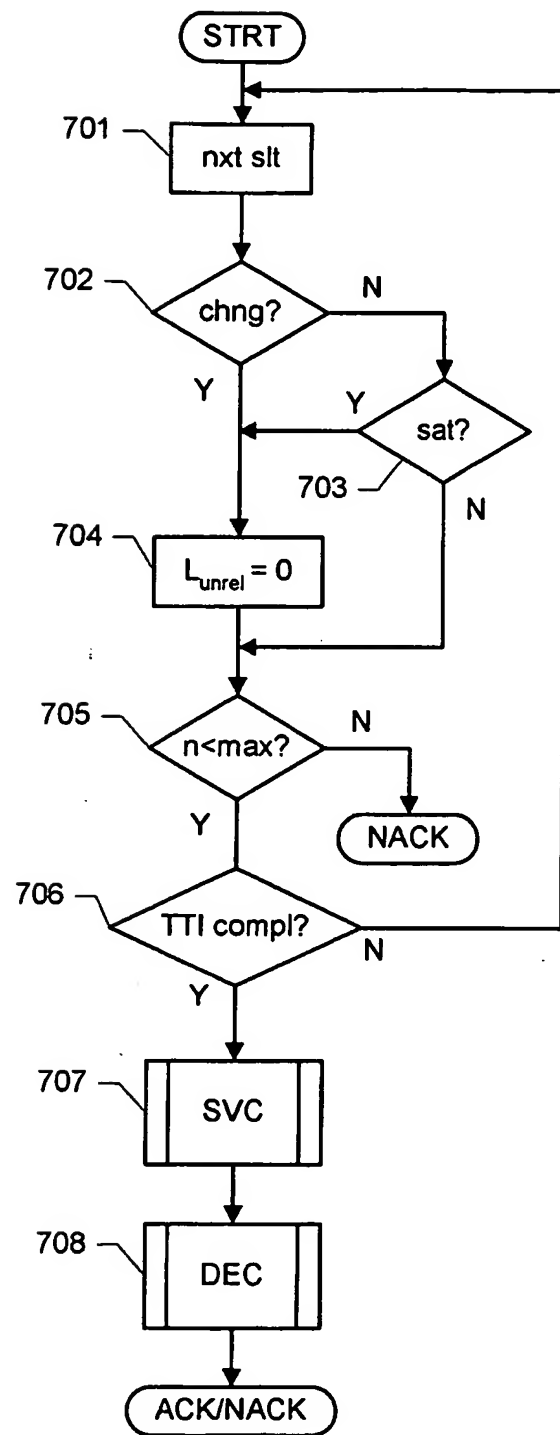 STRT
701
nxt slt
702
chng?
N
Y
Y
sat?
703
N
704
L_unrel = 0
705
n<max?
N
Y
NACK
706
TTI compl?
N
Y
707
SVC
708
DEC
ACK/NACK